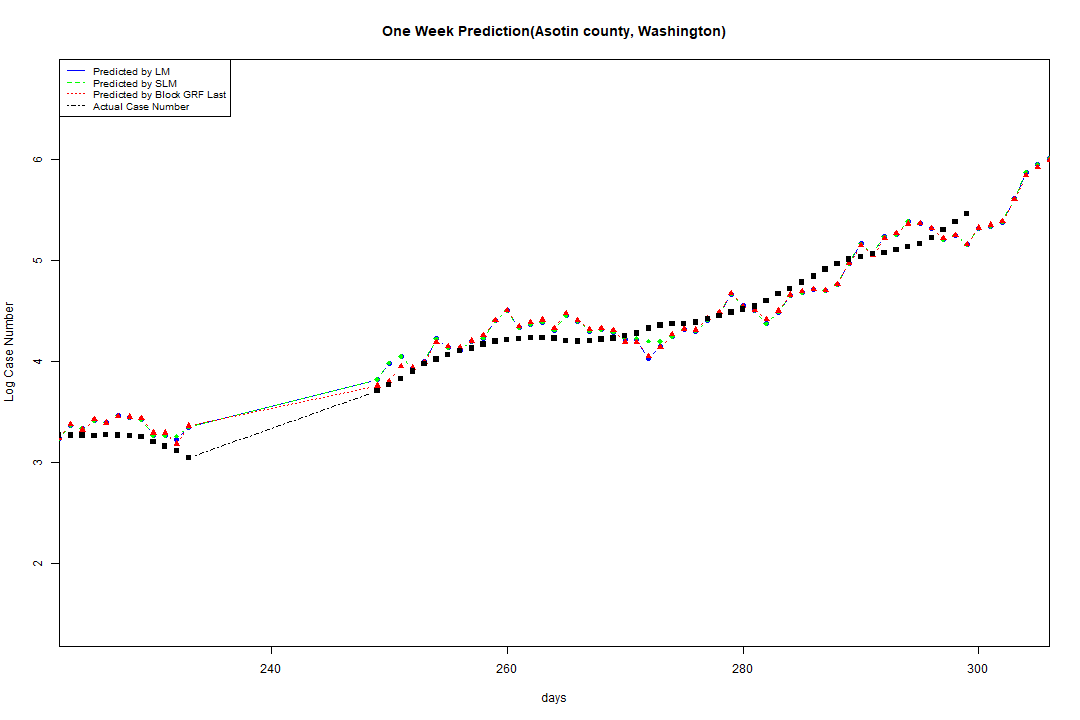 One Week Prediction(Asotin county, Washington)
Predicted by LM
Predicted by SLM
Predicted by Block GRF Last
Actual Case Number
6
5
4
3
2
Log Case Number
240
260
280
300
days